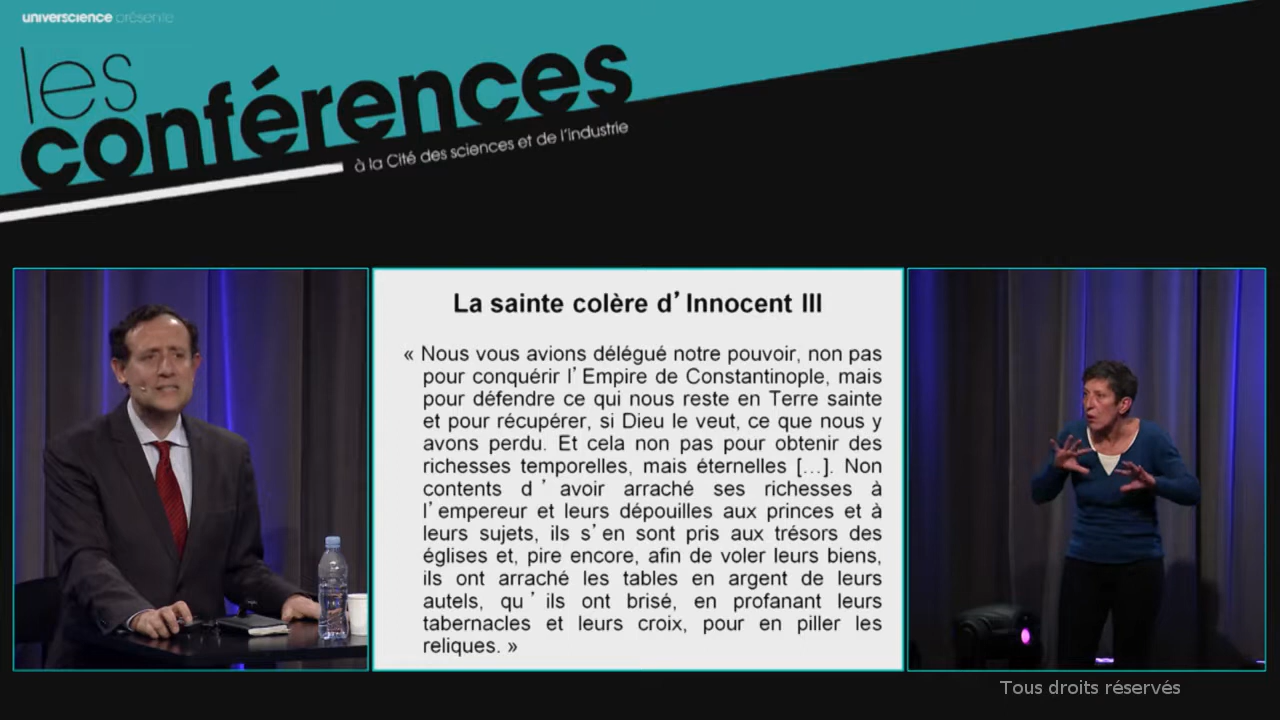 universcience présente
les
conférences
à la Cité des sciences et de l'industrie
La sainte colère d'Innocent III
« Nous vous avions délégué notre pouvoir, non pas
pour conquérir l'Empire de Constantinople, mais
pour défendre ce qui nous reste en Terre sainte
et pour récupérer, si Dieu le veut, ce que nous y
avons perdu. Et cela non pas pour obtenir des
richesses temporelles, mais éternelles […]. Non
contents d'avoir arraché ses richesses à
l'empereur et leurs dépouilles aux princes et à
leurs sujets, ils s'en sont pris aux trésors des
églises et, pire encore, afin de voler leurs biens,
ils ont arraché les tables en argent de leurs
autels, qu'ils ont brisé, en profanant leurs
tabernacles et leurs croix, pour en piller les
reliques. »
Tous droits réservés